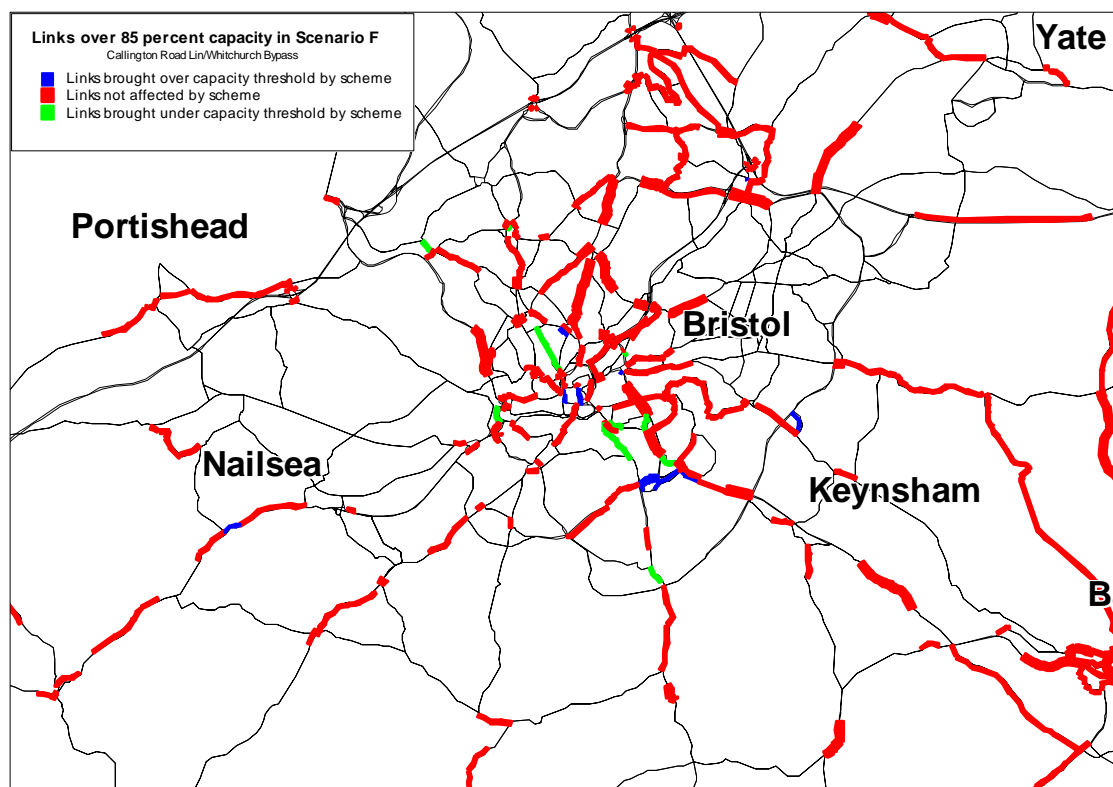 Links over 85 percent capacity in Scenario F
Callington Road Lin/Whitchurch Bypass
Links brought over capacity threshold by scheme
Links not affected by scheme
Links brought under capacity threshold by scheme
Yate
Portishead
Bristol
Nailsea
Keynsham
B